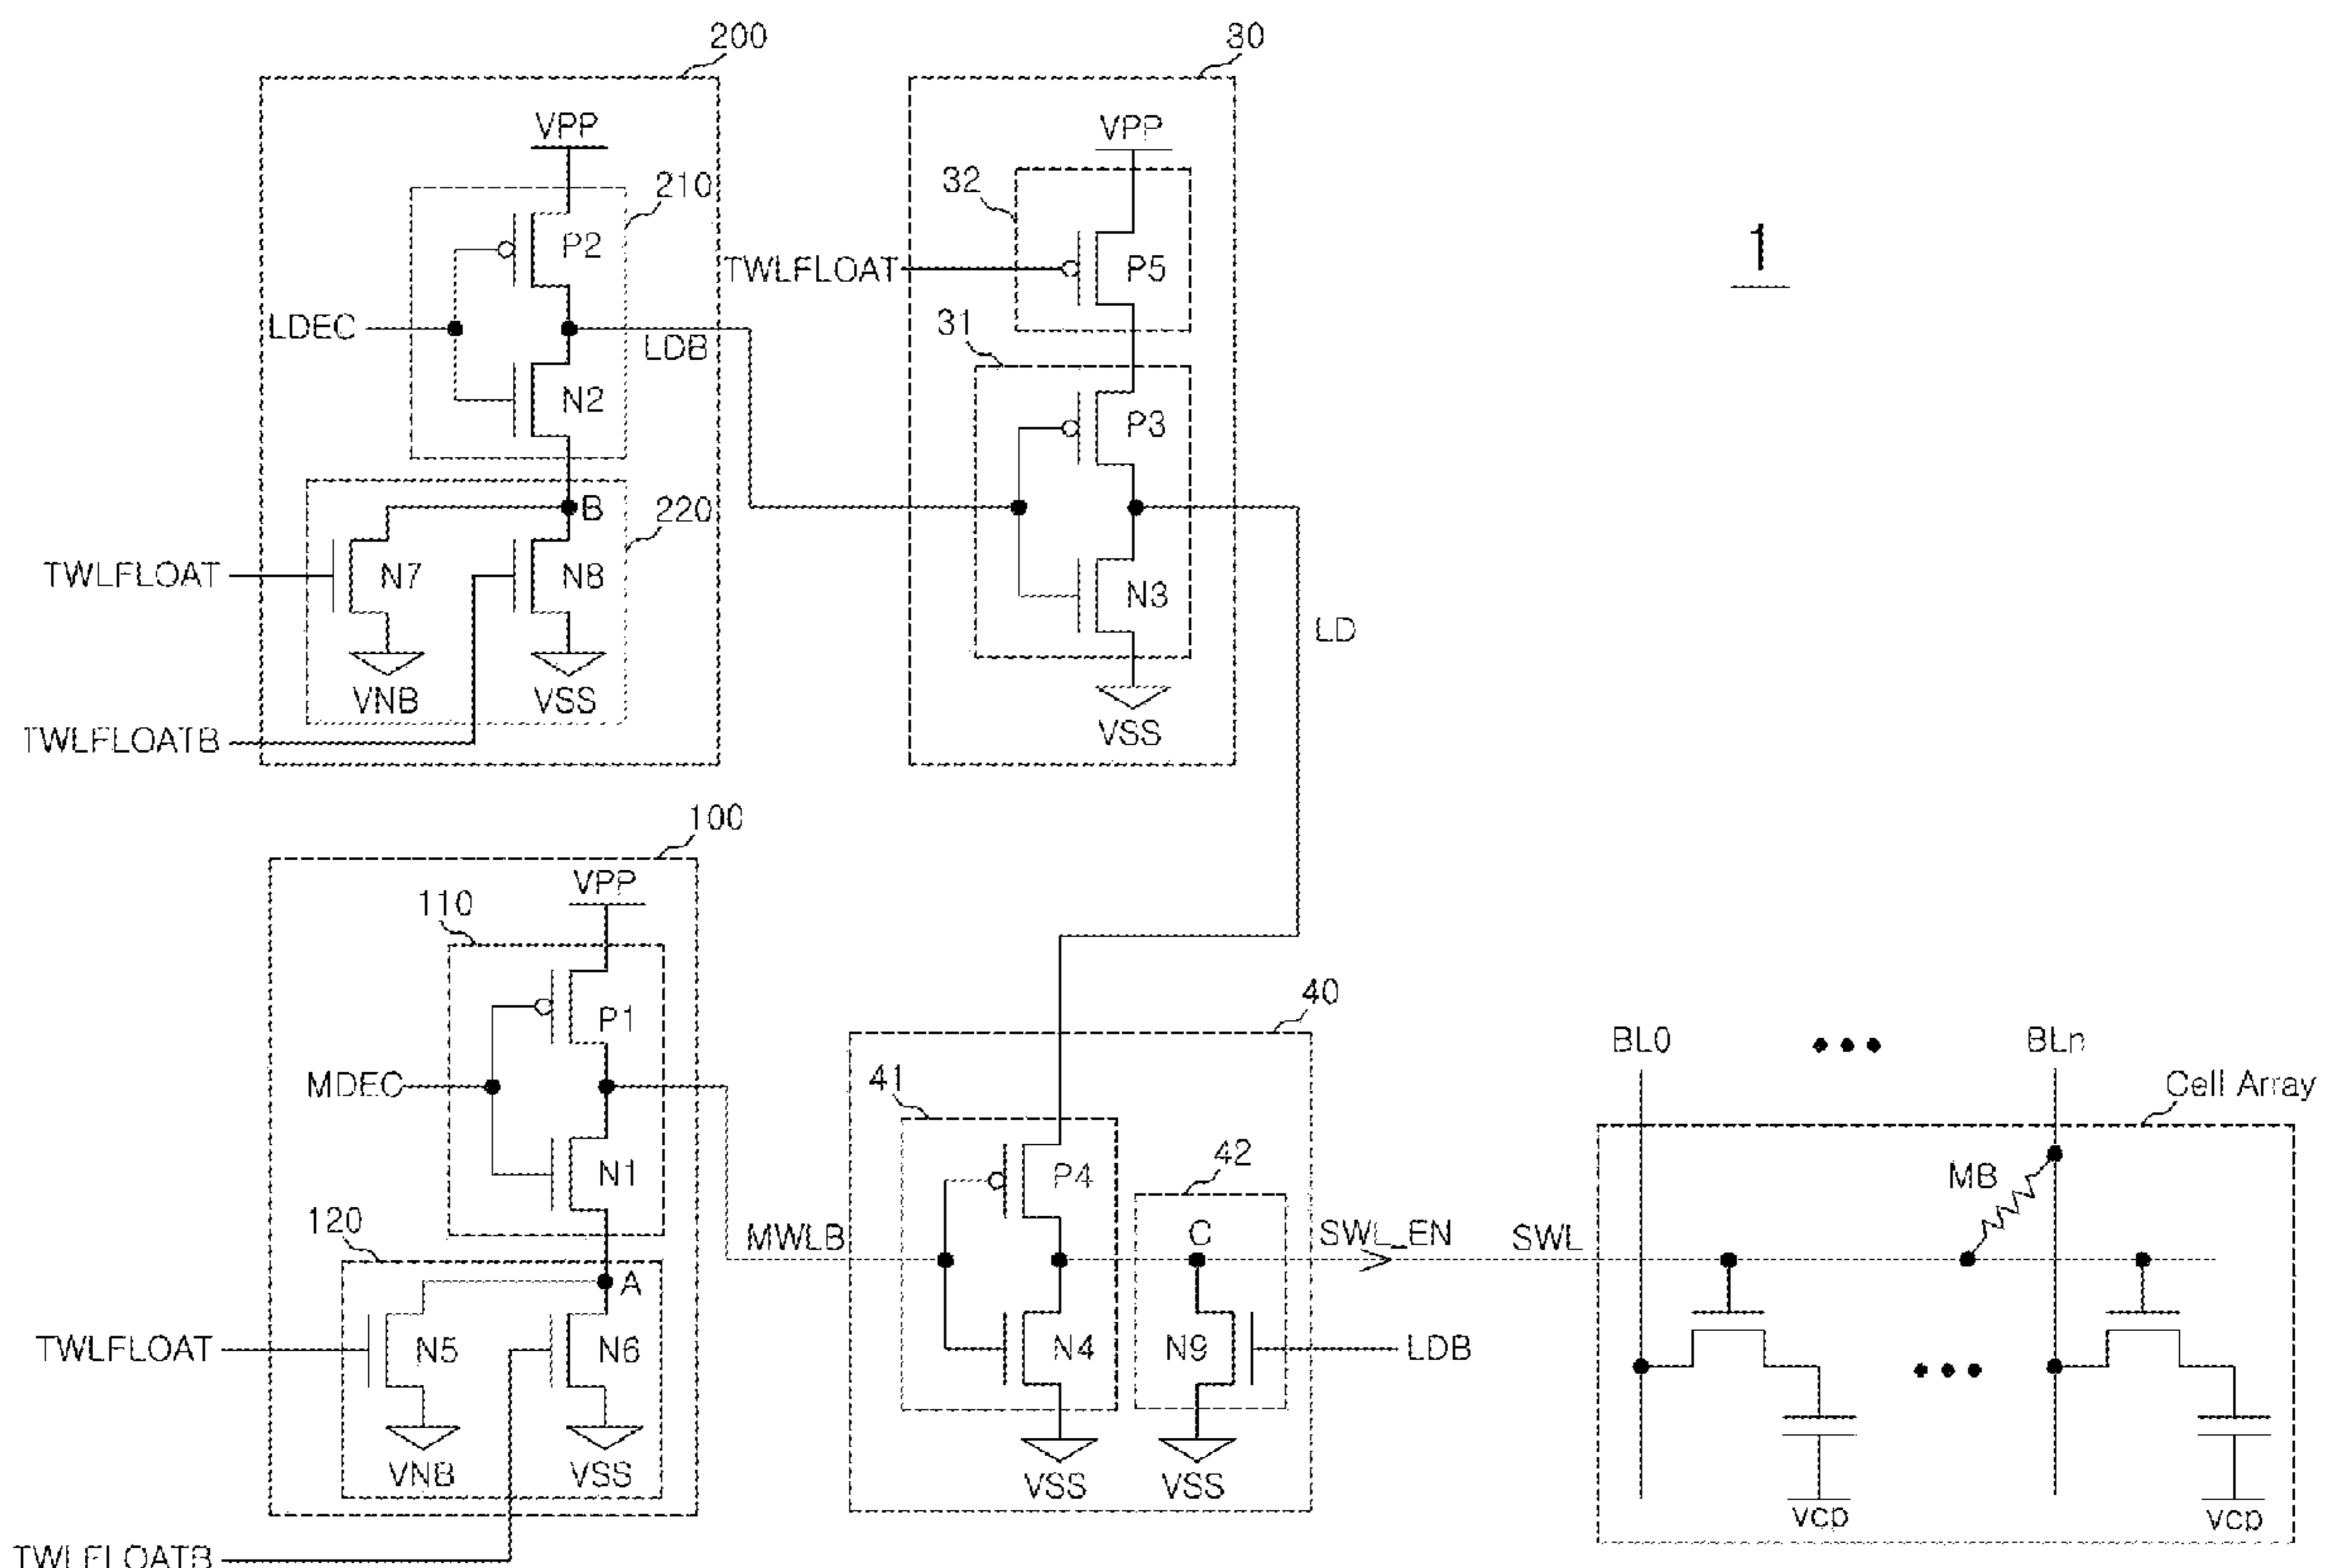 200
30
VPP
VPP
210
32
P2
TWLFLOAT
P5
1
LDEC
LDB
31
N2
P3
B
220
TWLFLOAT
N7
N8
N3
LD
VNB
VSS
VSS
TWLFLOATB
100
VPP
110
P1
40
MDEC
BL0
BLn
41
Cell Array
N1
P4
42
MB
120
MWLB
C
SWL_EN
SWL
A
TWLFLOAT
N5
N6
N4
N9
LDB
VNB
VSS
VSS
VSS
vcp
vcp
TWLFLOATB